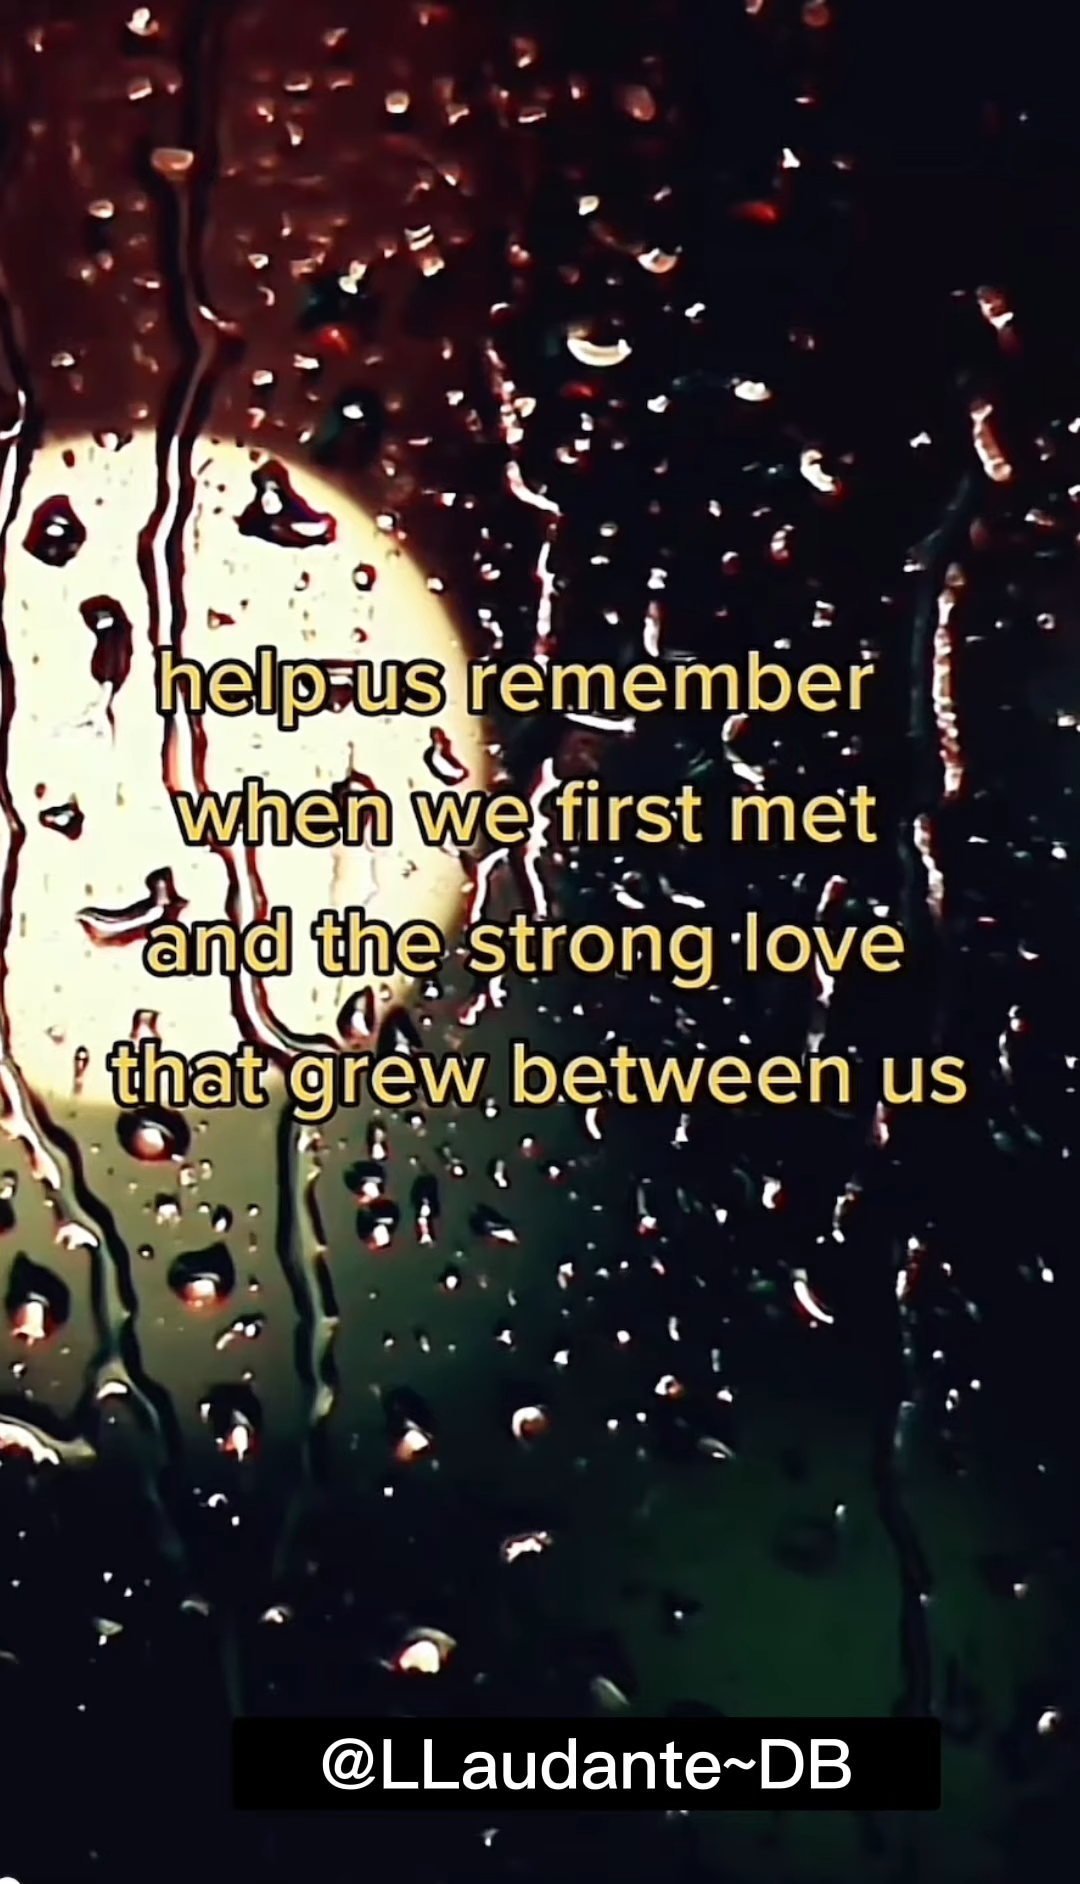 help us remember
when we first met
and the strong love
that grew between us
@LLaudante~DB